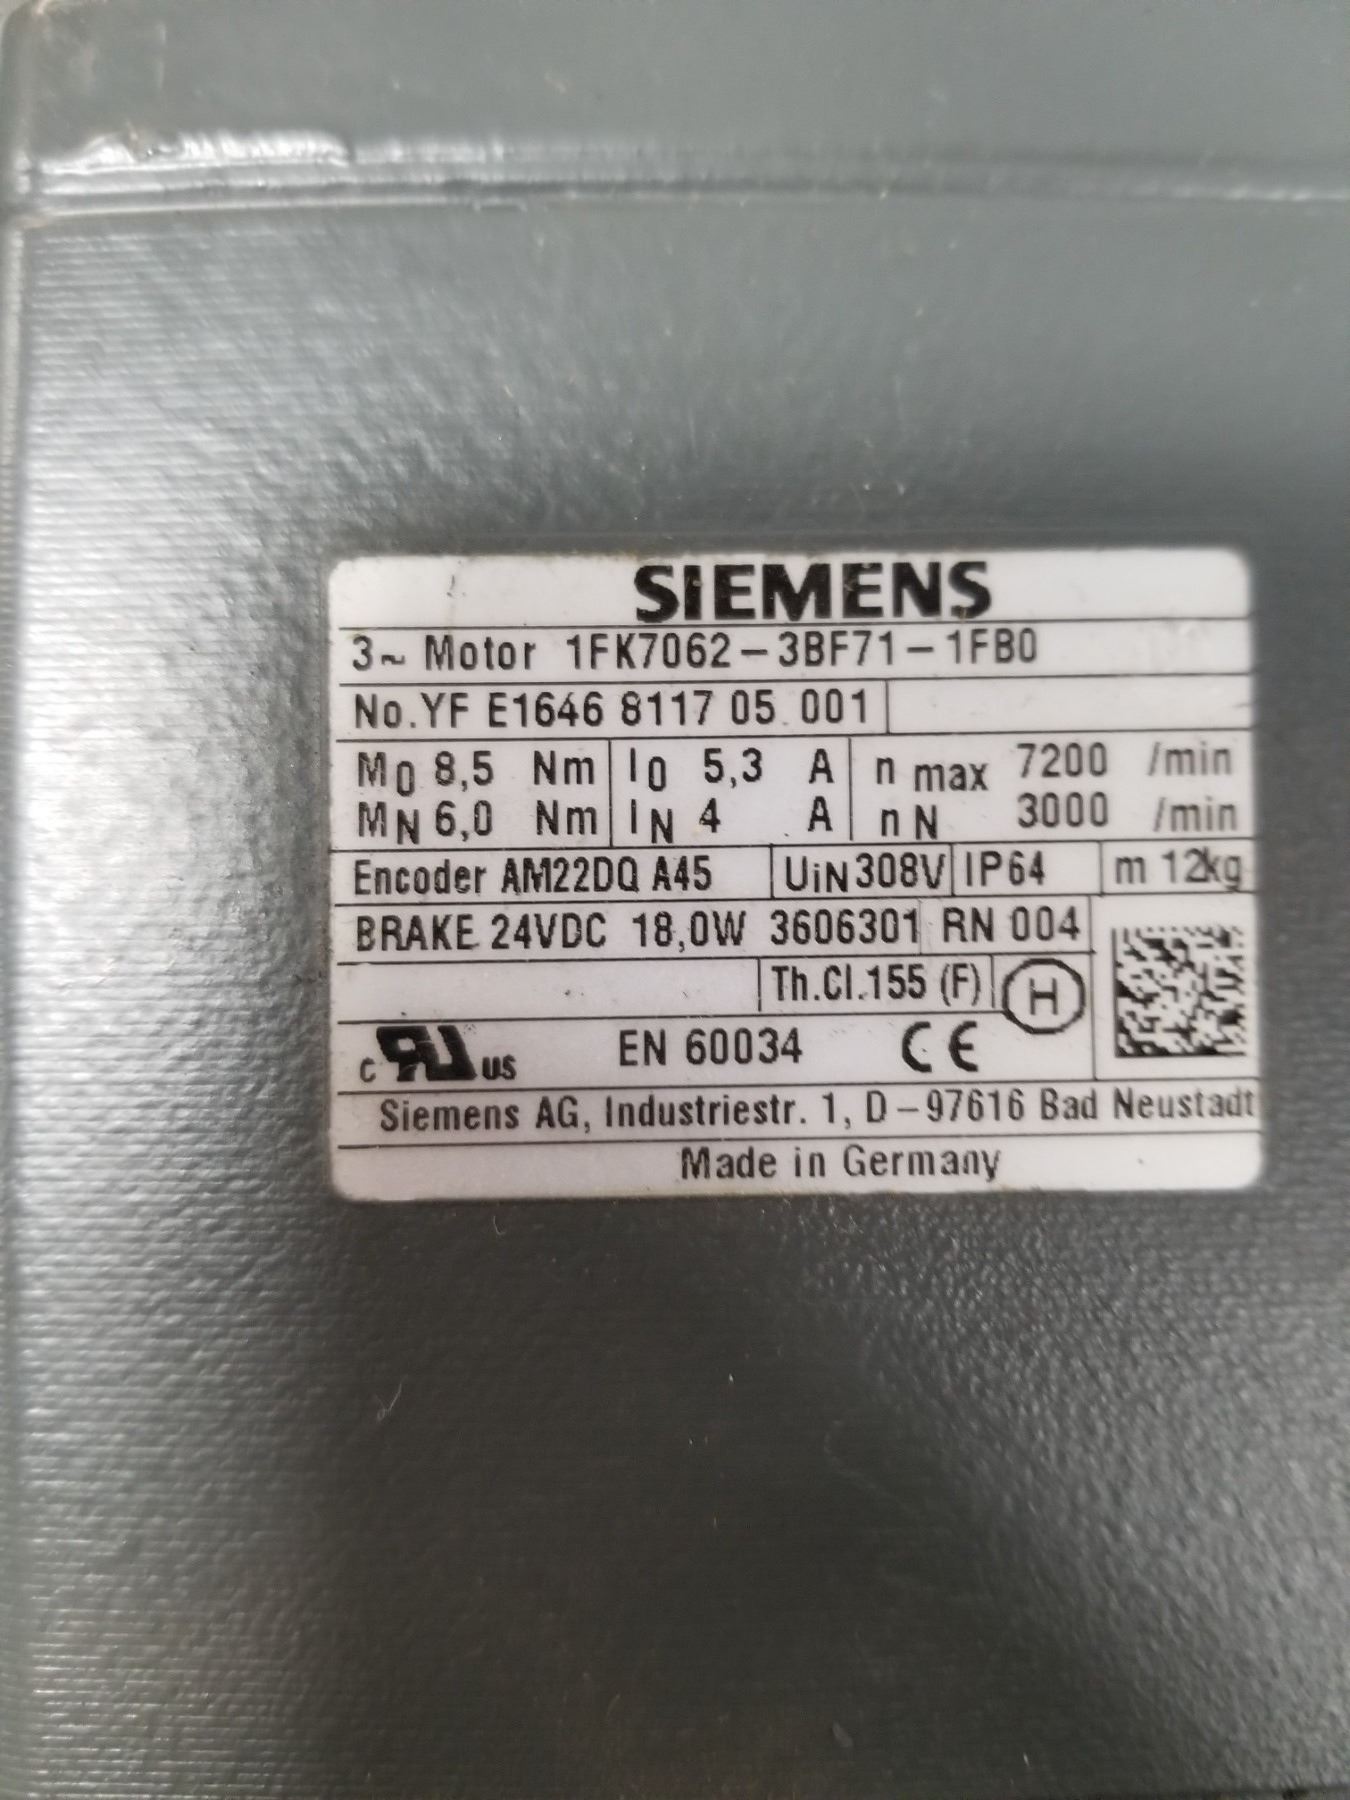 SIEMENS
3~ Motor 1FK7062-3BF71-1FB0
No.YF E1646 8117 05 001
M0 8,5 Nm I0 5,3 A n max 7200 /min
MN 6,0 Nm IN 4 A nN 3000 /min
Encoder AM22DQ A45 UiN 308V IP64 m 12kg
BRAKE 24VDC 18,0W 3606301 RN 004
Th.Cl.155 (F) H
c RU US EN 60034 CE
Siemens AG, Industriestr. 1, D-97616 Bad Neustadt
Made in Germany